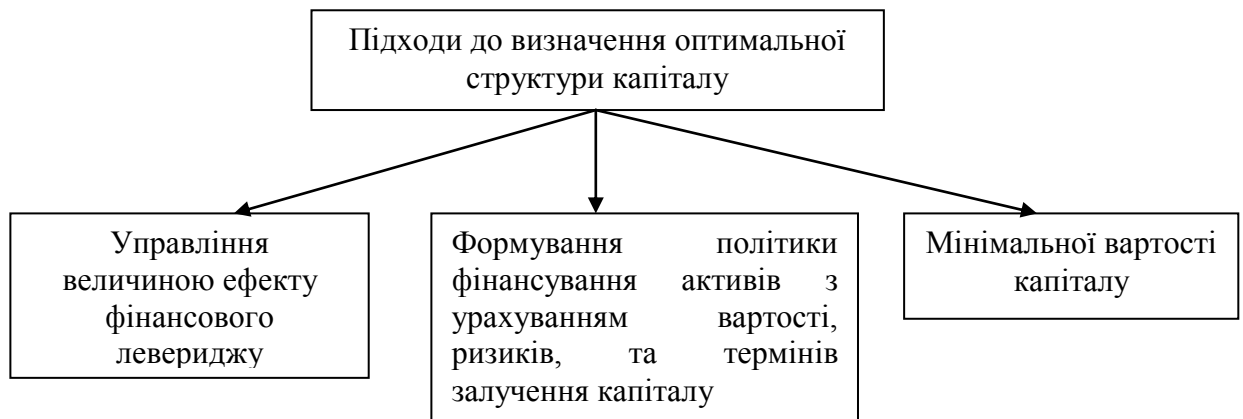 Підходи до визначення оптимальної
структури капіталу
Управління
величиною ефекту
фінансового
левериджу
Формування політики
фінансування активів з
урахуванням вартості,
ризиків, та термінів
залучення капіталу
Мінімальної вартості
капіталу